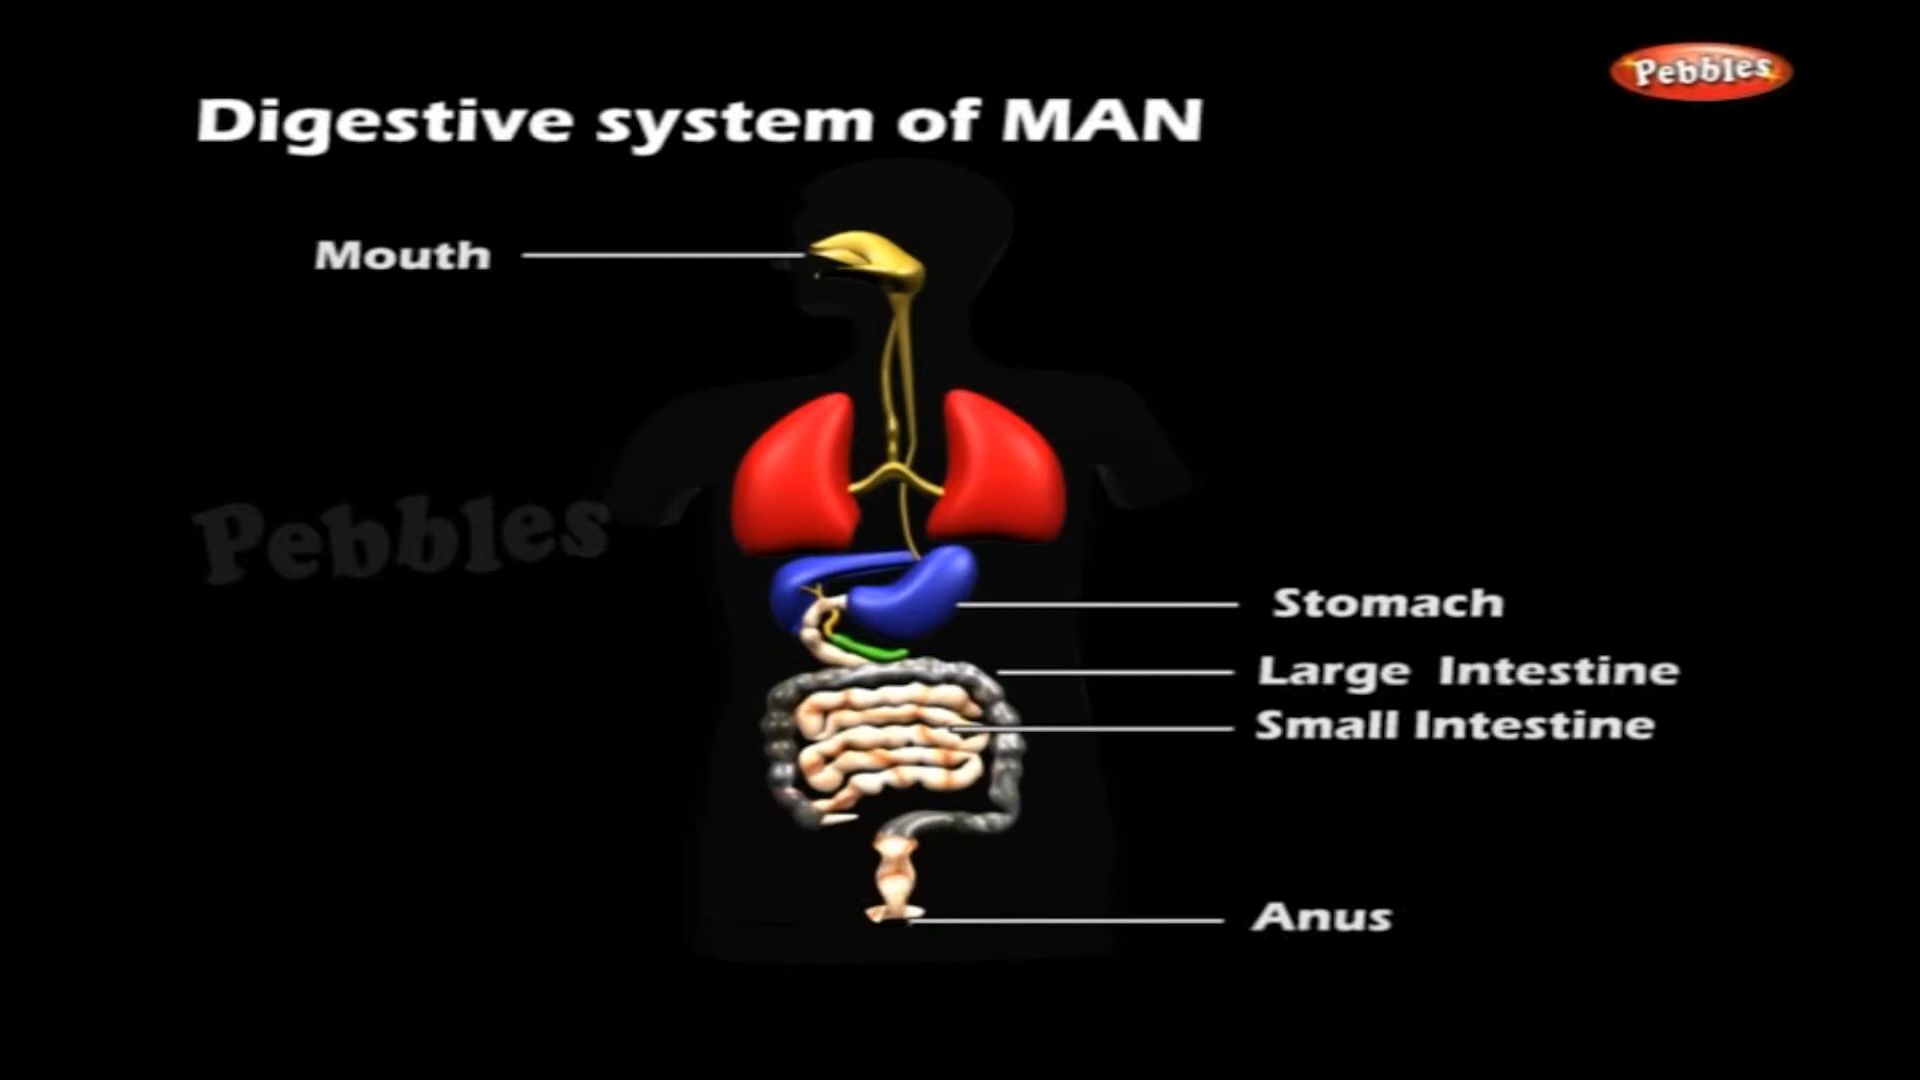 Pebbles
Digestive system of MAN
Mouth
Pebbles
Stomach
Large Intestine
Small Intestine
Anus